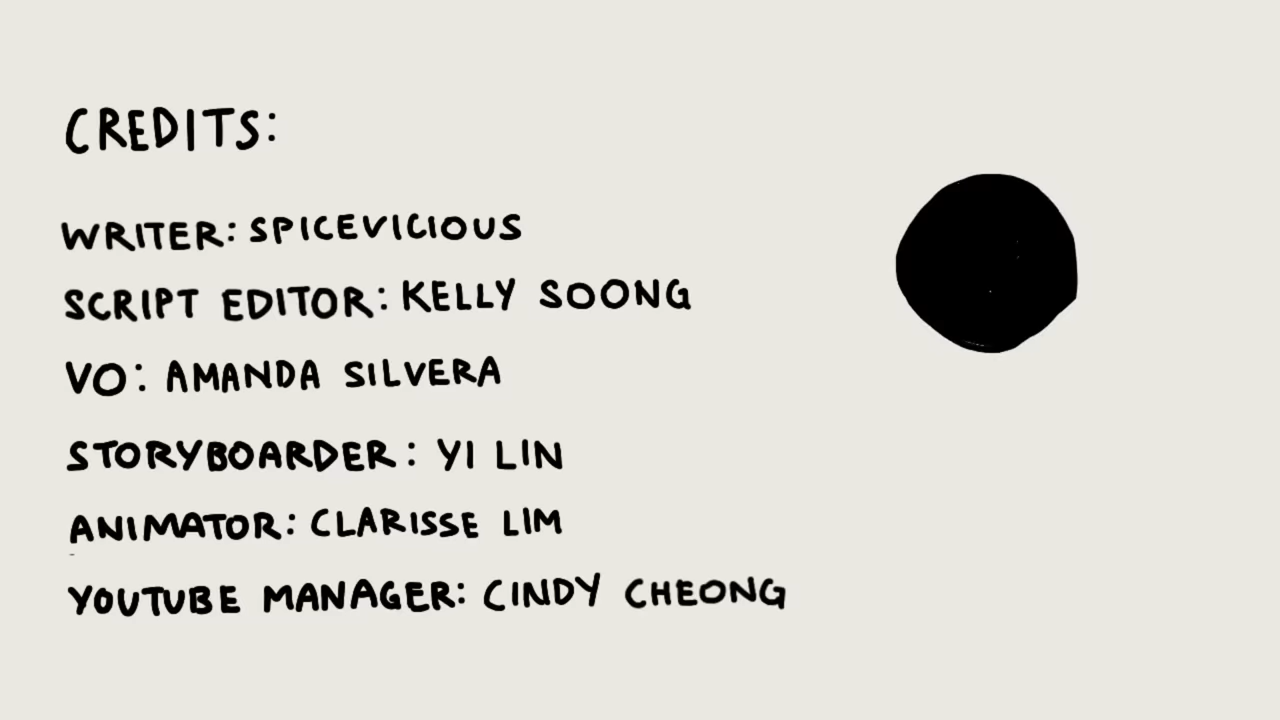 CREDITS:
WRITER: SPICEVICIOUS
SCRIPT EDITOR: KELLY SOONG
VO: AMANDA SILVERA
STORYBOARDER: YI LIN
ANIMATOR: CLARISSE LIM
YOUTUBE MANAGER: CINDY CHEONG